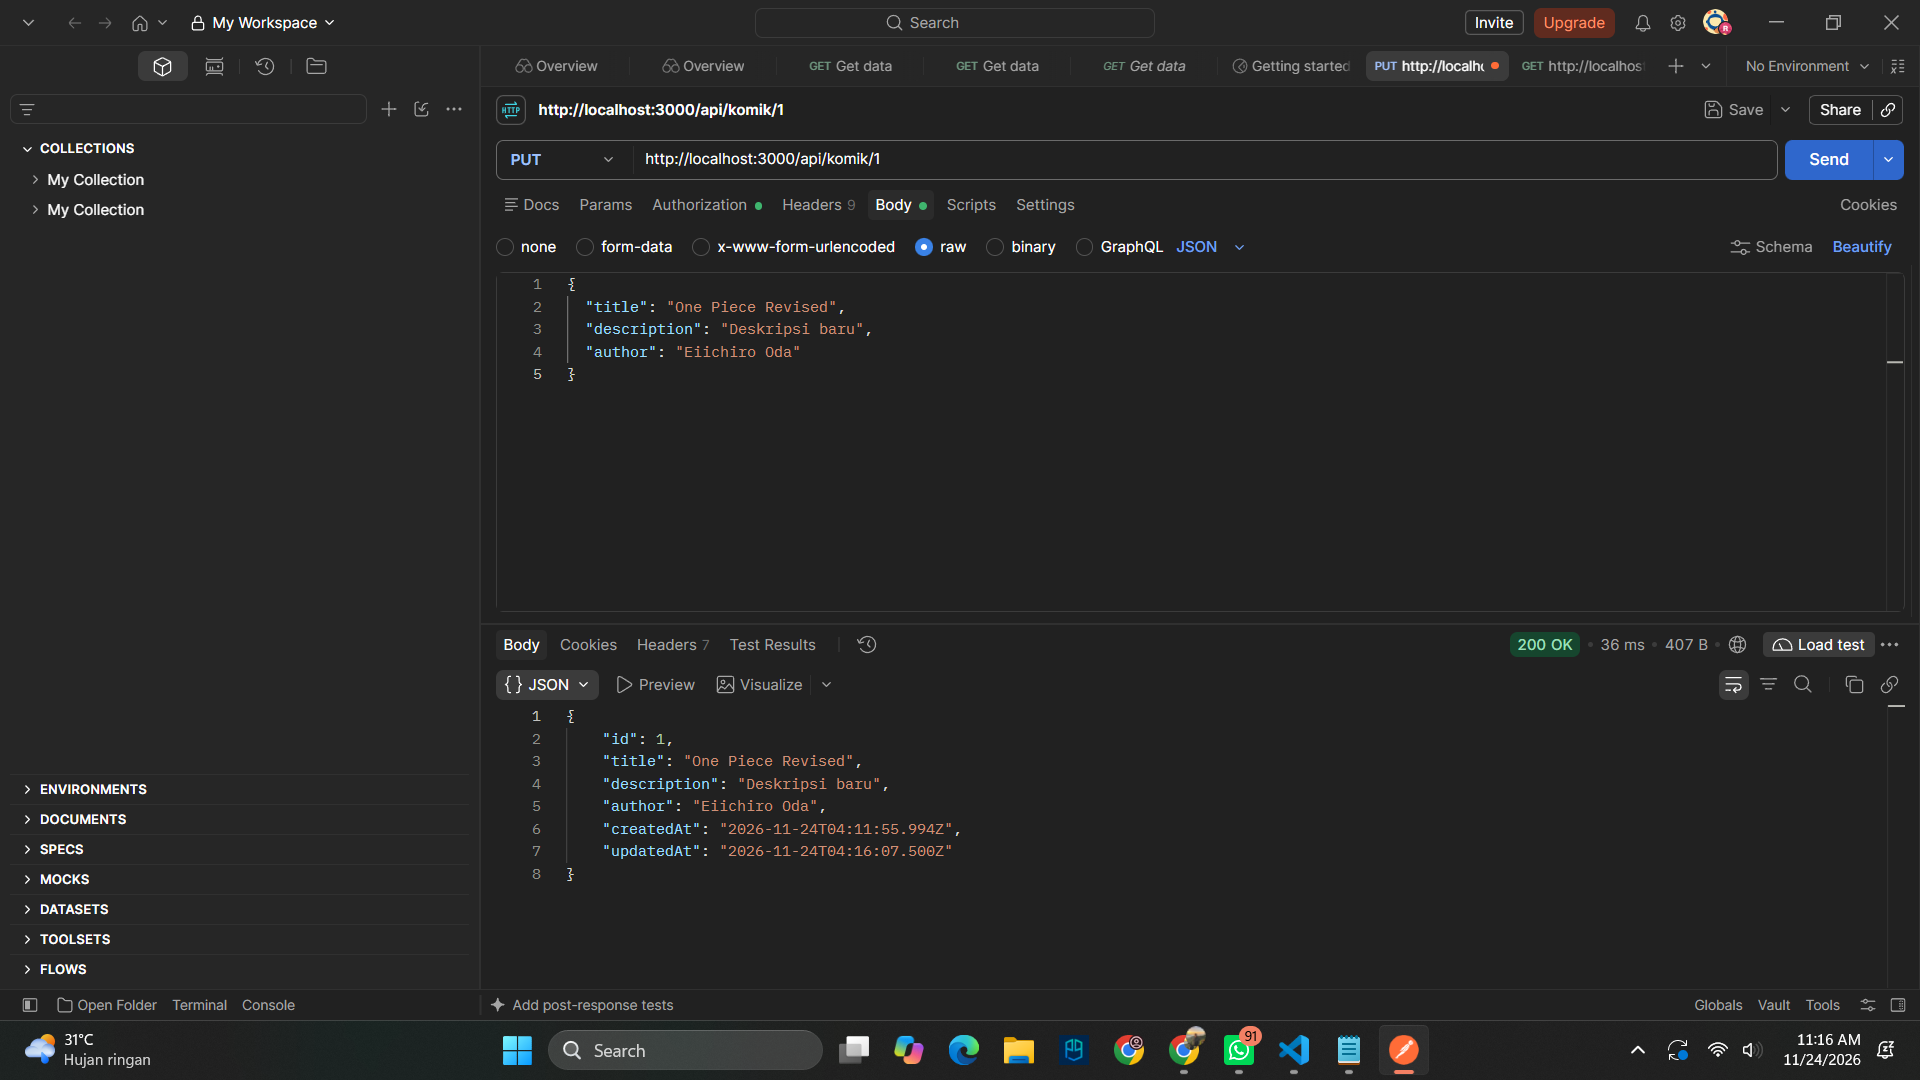 My Workspace
Search
Invite
Upgrade
Overview
Overview
GET Get data
GET Get data
GET Get data
Getting started
PUT http://localh
GET http://localhos
No Environment
HTTP
http://localhost:3000/api/komik/1
Save
Share
COLLECTIONS
My Collection
My Collection
PUT
http://localhost:3000/api/komik/1
Send
Docs
Params
Authorization
Headers 9
Body
Scripts
Settings
Cookies
none
form-data
x-www-form-urlencoded
raw
binary
GraphQL
JSON
Schema
Beautify
1 {
2 "title": "One Piece Revised",
3 "description": "Deskripsi baru",
4 "author": "Eiichiro Oda"
5 }
Body
Cookies
Headers 7
Test Results
200 OK
36 ms
407 B
Load test
{} JSON
Preview
Visualize
1 {
2 "id": 1,
3 "title": "One Piece Revised",
4 "description": "Deskripsi baru",
5 "author": "Eiichiro Oda",
6 "createdAt": "2026-11-24T04:11:55.994Z",
7 "updatedAt": "2026-11-24T04:16:07.500Z"
8 }
ENVIRONMENTS
DOCUMENTS
SPECS
MOCKS
DATASETS
TOOLSETS
FLOWS
Open Folder
Terminal
Console
Add post-response tests
Globals
Vault
Tools
31°C
Hujan ringan
Search
91
11:16 AM
11/24/2026